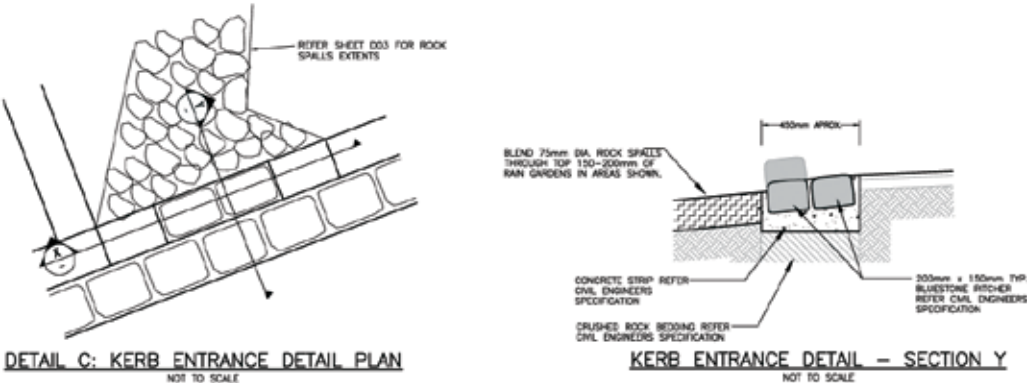 REFER SHEET D03 FOR ROCK
SPALLS EXTENTS
DETAIL C: KERB ENTRANCE DETAIL PLAN
NOT TO SCALE
450mm APROX.
BLEND 75mm DIA. ROCK SPALLS
THROUGH TOP 150-200mm OF
RAIN GARDENS IN AREAS SHOWN.
CONCRETE STRIP REFER
CIVIL ENGINEERS
SPECIFICATION
CRUSHED ROCK BEDDING REFER
CIVIL ENGINEERS SPECIFICATION
200mm x 150mm TYP.
BLUESTONE PITCHER
REFER CIVIL ENGINEERS
SPECIFICATION
KERB ENTRANCE DETAIL - SECTION Y
NOT TO SCALE